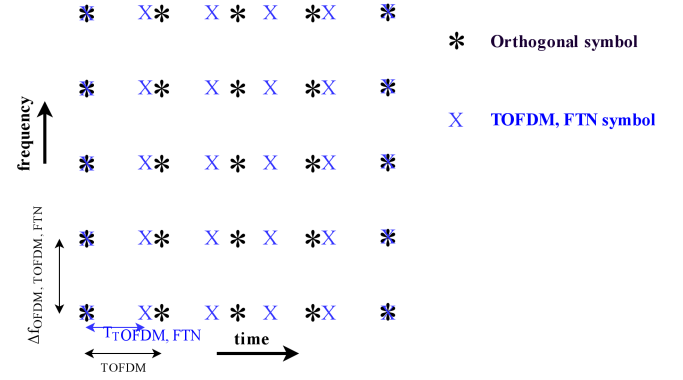 * Orthogonal symbol
X TOFDM, FTN symbol
frequency
ΔfOFDM, TOFDM, FTN
TTOFDM, FTN
time
TOFDM